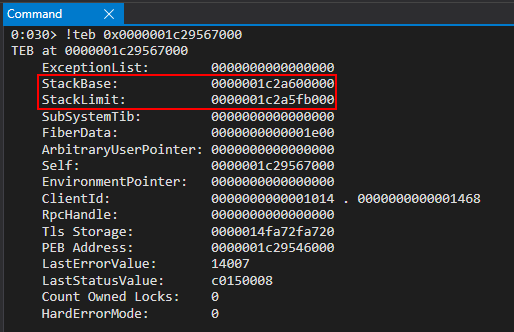 Command
0:030> !teb 0x0000001c29567000
TEB at 0000001c29567000
ExceptionList: 0000000000000000
StackBase: 0000001c2a600000
StackLimit: 0000001c2a5fb000
SubSystemTib: 0000000000000000
FiberData: 0000000000001e00
ArbitraryUserPointer: 0000000000000000
Self: 0000001c29567000
EnvironmentPointer: 0000000000000000
ClientId: 0000000000001014 . 0000000000001468
RpcHandle: 0000000000000000
Tls Storage: 0000014fa72fa720
PEB Address: 0000001c29546000
LastErrorValue: 14007
LastStatusValue: c0150008
Count Owned Locks: 0
HardErrorMode: 0